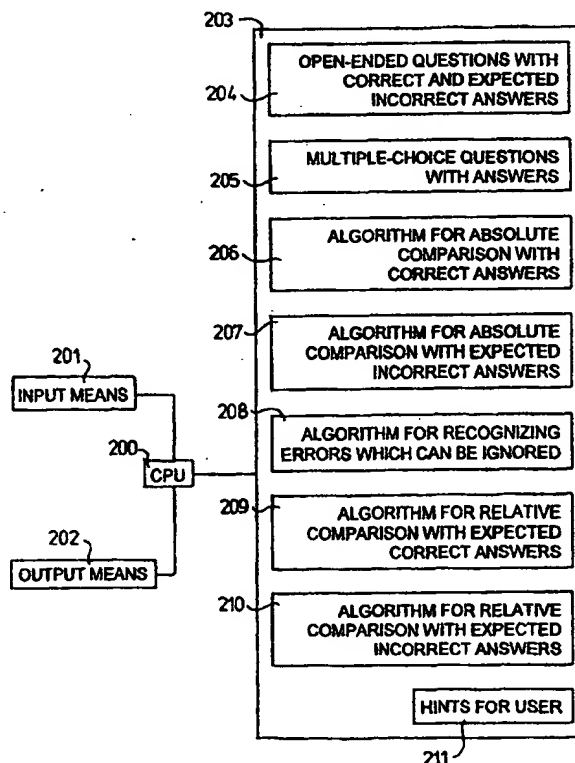 203
OPEN-ENDED QUESTIONS WITH
CORRECT AND EXPECTED
INCORRECT ANSWERS
204
MULTIPLE-CHOICE QUESTIONS
WITH ANSWERS
205
ALGORITHM FOR ABSOLUTE
COMPARISON WITH
CORRECT ANSWERS
206
ALGORITHM FOR ABSOLUTE
COMPARISON WITH EXPECTED
INCORRECT ANSWERS
207
201
INPUT MEANS
208
ALGORITHM FOR RECOGNIZING
ERRORS WHICH CAN BE IGNORED
200
CPU
209
ALGORITHM FOR RELATIVE
COMPARISON WITH EXPECTED
CORRECT ANSWERS
202
OUTPUT MEANS
210
ALGORITHM FOR RELATIVE
COMPARISON WITH EXPECTED
INCORRECT ANSWERS
HINTS FOR USER
211